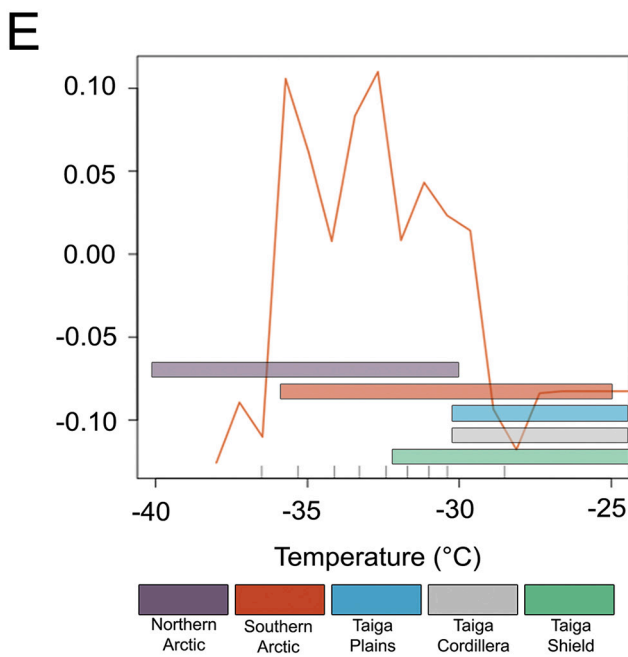 E
0.10
0.05
0.00
-0.05
-0.10
-40 -35 -30 -25
Temperature (°C)
Northern Arctic
Southern Arctic
Taiga Plains
Taiga Cordillera
Taiga Shield